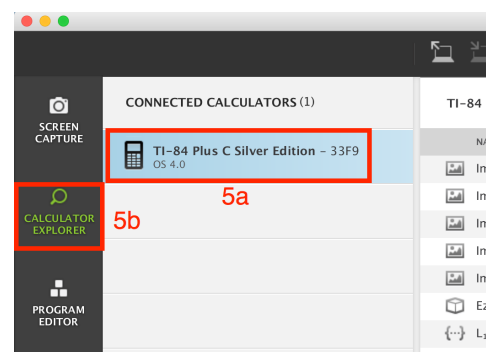 SCREEN
CAPTURE
CALCULATOR
EXPLORER
PROGRAM
EDITOR
CONNECTED CALCULATORS (1)
TI-84 Plus C Silver Edition - 33F9
OS 4.0
5a
5b
TI-84